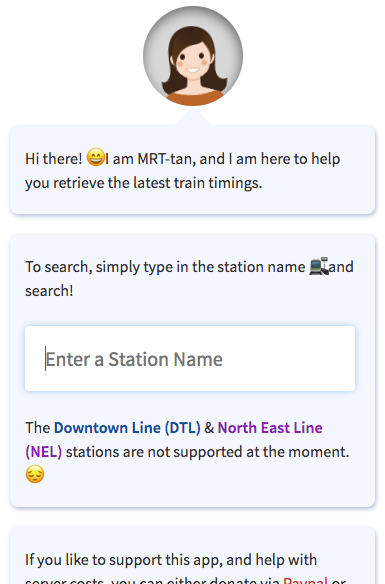 Hi there! 😄I am MRT-tan, and I am here to help
you retrieve the latest train timings.
To search, simply type in the station name and
search!
Enter a Station Name
The Downtown Line (DTL) & North East Line
(NEL) stations are not supported at the moment.
😔
If you like to support this app, and help with
server costs, you can either donate via Paypal or